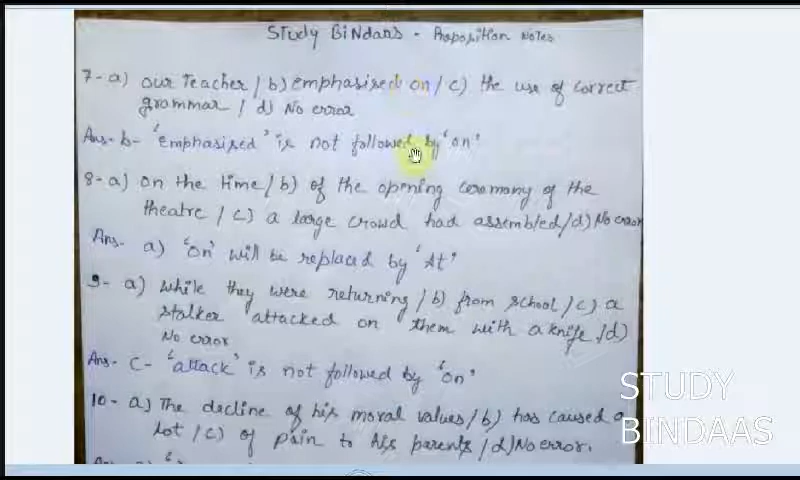 Study Bindans - Proposition Notes
7- a) our teacher / b) emphasised on / c) the use of correct
grammar / d) No error
Ans- b- 'emphasised' is not followed by 'on'
8- a) on the time / b) of the opening ceremony of the
theatre / c) a large crowd had assembled / d) No error
Ans- a) 'on' will be replaced by 'At'
9- a) while they were returning / b) from school / c) a
stalker attacked on them with a knife / d)
No error
Ans- c- 'attack' is not followed by 'on'
10- a) The decline of his moral values / b) has caused a
lot / c) of pain to his parents / d) No error.
STUDY
BINDAAS